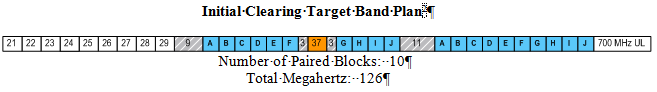 Initial·Clearing·Target·Band·Plan·¶
21 22 23 24 25 26 27 28 29 9 A B C D E F 3 37 3 G H I J 11 A B C D E F G H I J 700 MHz UL
Number·of·Paired·Blocks:··10¶
Total·Megahertz:··126¶